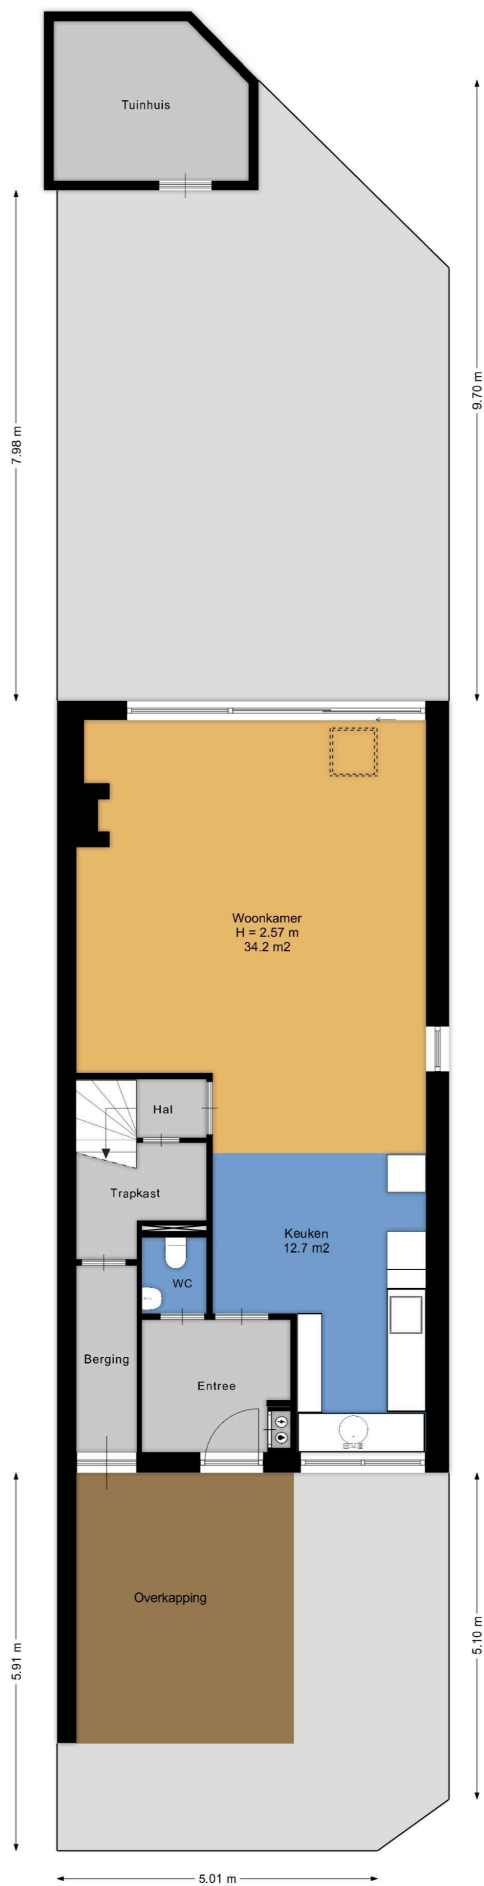 Tuinhuis
9.70 m
7.98 m
Woonkamer
H = 2.57 m
34.2 m2
Hal
Trapkast
Keuken
12.7 m2
WC
Berging
Entree
Overkapping
5.91 m
5.10 m
5.01 m